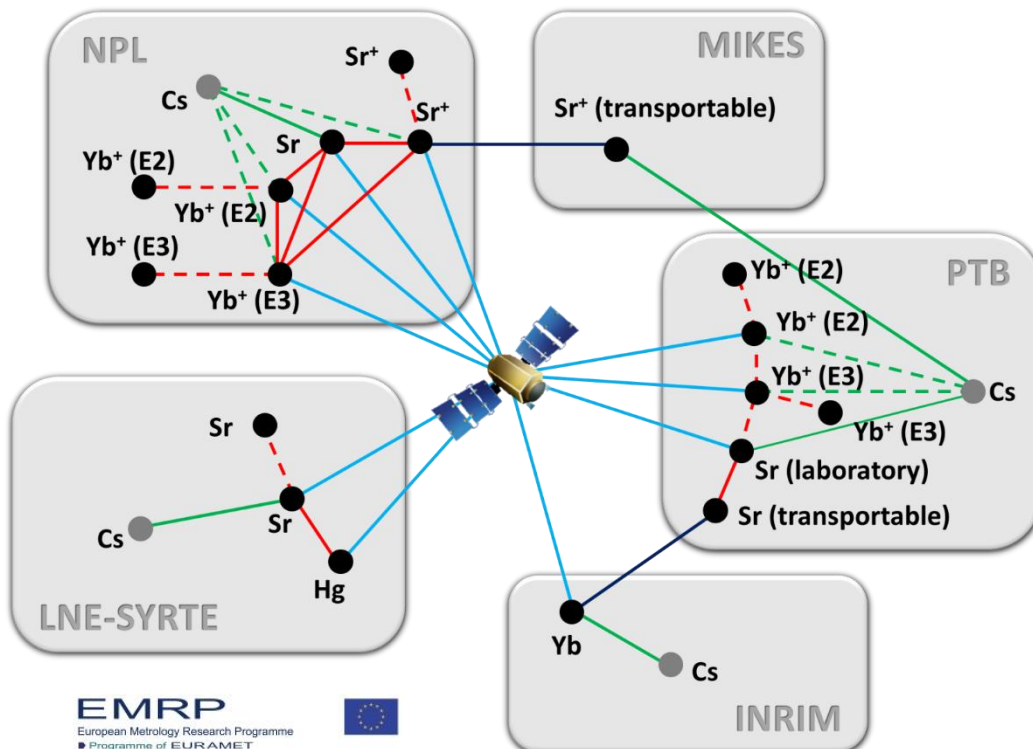 NPL
Sr⁺
Cs
Sr⁺
Sr
Yb⁺ (E2)
Yb⁺ (E2)
Yb⁺ (E3)
Yb⁺ (E3)
MIKES
Sr⁺ (transportable)
PTB
Yb⁺ (E2)
Yb⁺ (E2)
Yb⁺ (E3)
Cs
Yb⁺ (E3)
Sr (laboratory)
Sr (transportable)
Sr
Sr
Cs
Hg
LNE-SYRTE
Yb
Cs
INRIM
EMRP
European Metrology Research Programme
Programme of EURAMET